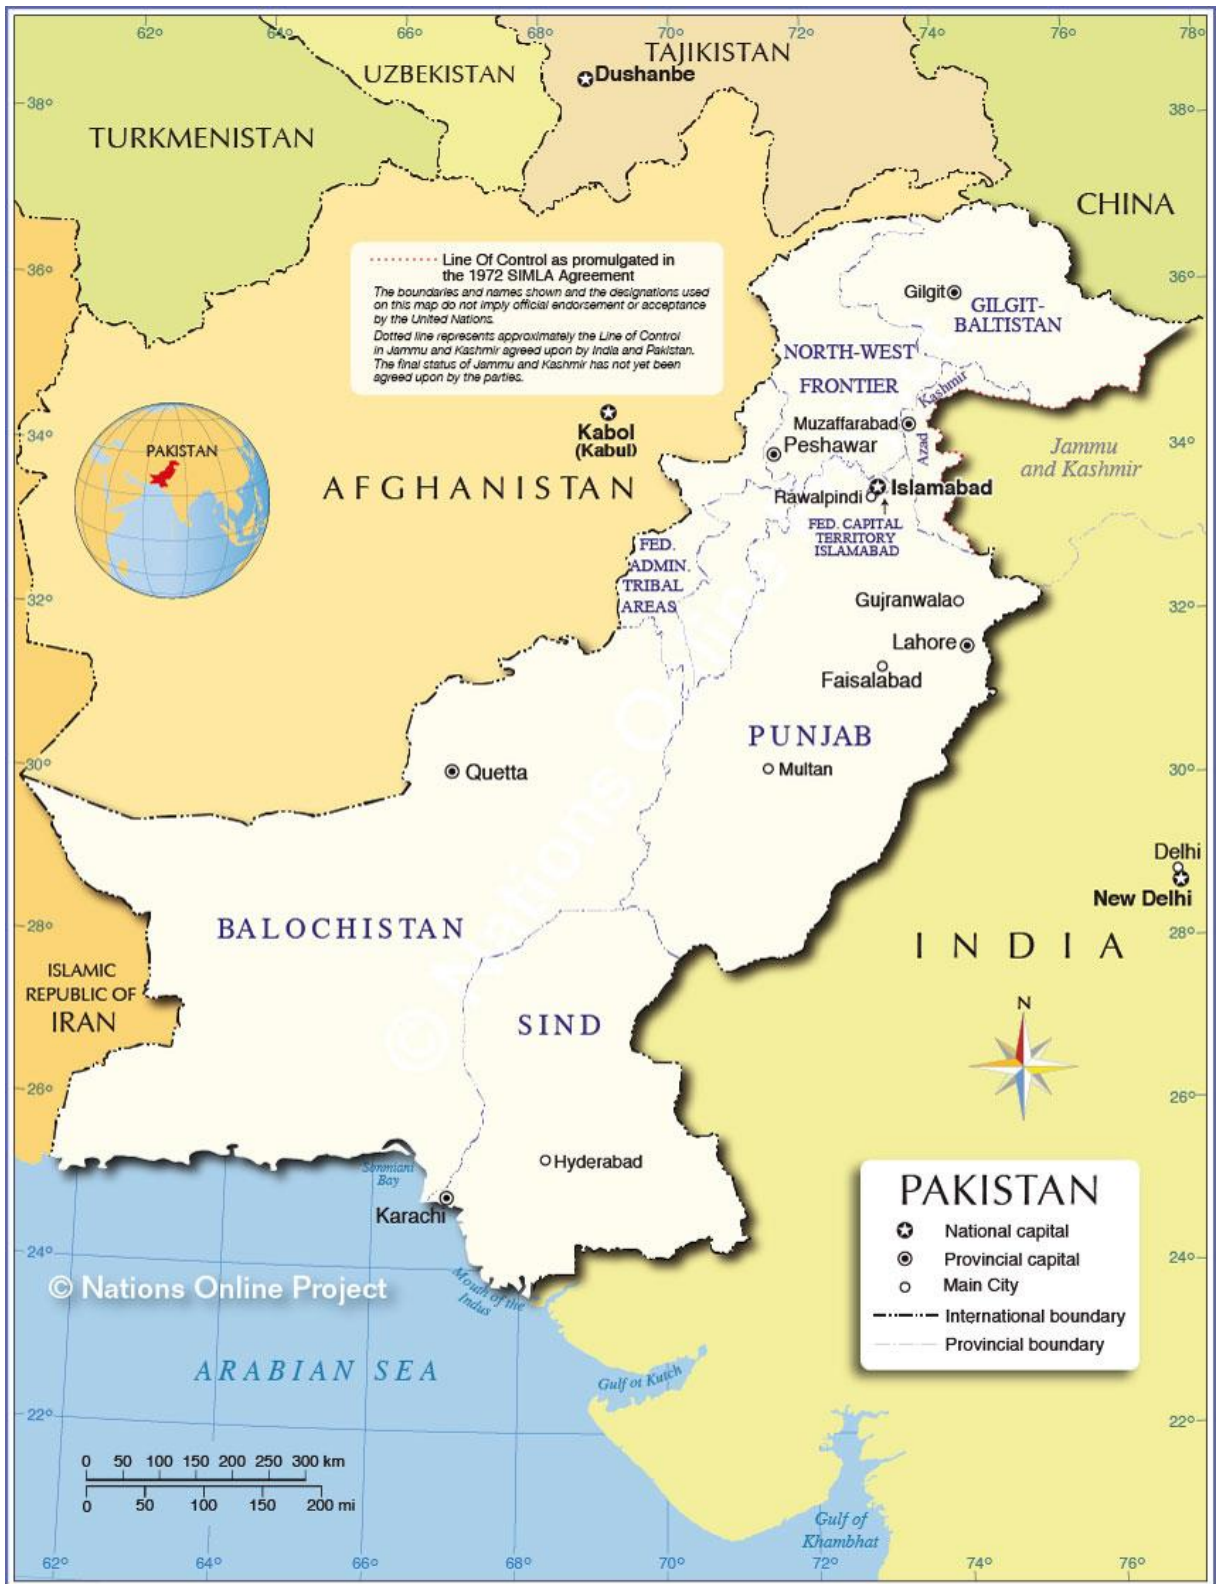 62°
64°
66°
68°
70°
72°
74°
76°
78°
TAJIKISTAN
UZBEKISTAN
Dushanbe
38°
38°
TURKMENISTAN
CHINA
Line Of Control as promulgated in
the 1972 SIMLA Agreement
The boundaries and names shown and the designations used
on this map do not imply official endorsement or acceptance
by the United Nations.
Dotted line represents approximately the Line of Control
in Jammu and Kashmir agreed upon by India and Pakistan.
The final status of Jammu and Kashmir has not yet been
agreed upon by the parties.
36°
36°
Gilgit
GILGIT-
BALTISTAN
NORTH-WEST
FRONTIER
Azad
Kashmir
Muzaffarabad
Peshawar
Kabol
(Kabul)
34°
34°
PAKISTAN
Jammu
and Kashmir
AFGHANISTAN
Islamabad
Rawalpindi
FED. CAPITAL
TERRITORY
ISLAMABAD
FED.
ADMIN.
TRIBAL
AREAS
32°
32°
Gujranwala
Lahore
Faisalabad
PUNJAB
30°
30°
Quetta
Multan
Delhi
New Delhi
BALOCHISTAN
28°
28°
INDIA
ISLAMIC
REPUBLIC OF
IRAN
SIND
N
26°
26°
© Nations Online
Hyderabad
Sonmiani
Bay
Karachi
PAKISTAN
National capital
Provincial capital
Main City
International boundary
Provincial boundary
24°
24°
© Nations Online Project
Mouth of the
Indus
ARABIAN SEA
Gulf of Kutch
22°
22°
0 50 100 150 200 250 300 km
0 50 100 150 200 mi
Gulf of
Khambhat
62°
64°
66°
68°
70°
72°
74°
76°